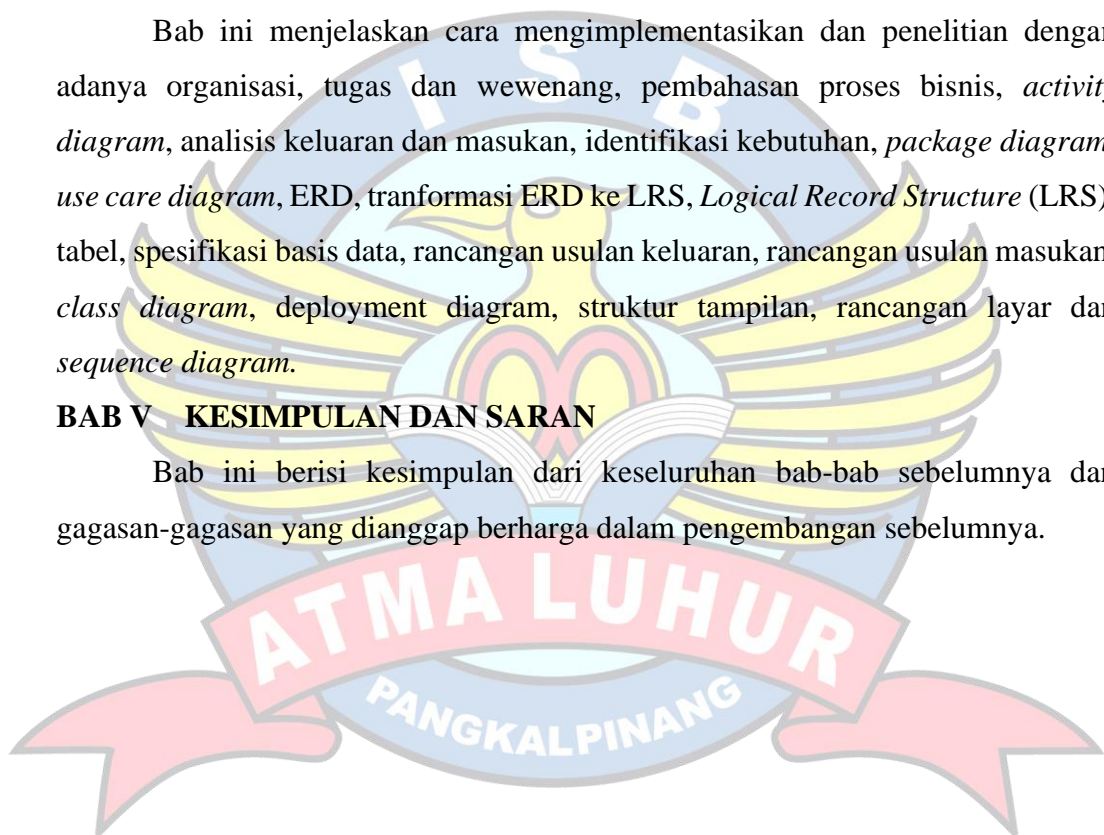 Bab ini menjelaskan cara mengimplementasikan dan penelitian dengan
adanya organisasi, tugas dan wewenang, pembahasan proses bisnis, activity
diagram, analisis keluaran dan masukan, identifikasi kebutuhan, package diagram
use care diagram, ERD, tranformasi ERD ke LRS, Logical Record Structure (LRS)
tabel, spesifikasi basis data, rancangan usulan keluaran, rancangan usulan masukan
class diagram, deployment diagram, struktur tampilan, rancangan layar dan
sequence diagram.
BAB V KESIMPULAN DAN SARAN
Bab ini berisi kesimpulan dari keseluruhan bab-bab sebelumnya dan
gagasan-gagasan yang dianggap berharga dalam pengembangan sebelumnya.
ISB
ATMA LUHUR
PANGKALPINANG